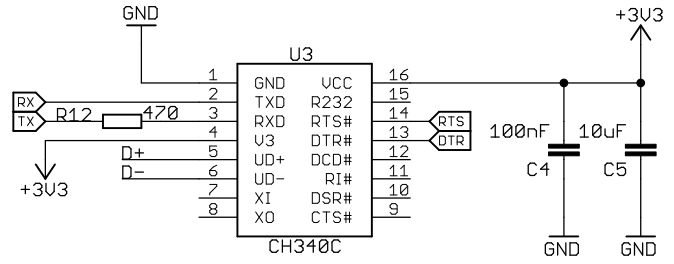 GND
+3V3
U3
1 GND VCC 16
RX 2 TXD R232 15
TX R12 470 3 RXD RTS# 14 RTS
4 V3 DTR# 13 DTR
D+ 5 UD+ DCD# 12
D- 6 UD- RI# 11
+3V3 7 XI DSR# 10
8 XO CTS# 9
CH340C
100nF 10uF
C4 C5
GND GND